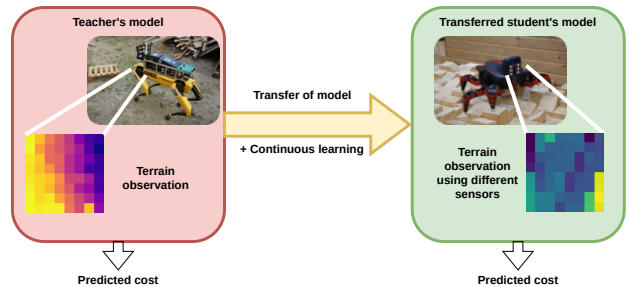 Teacher's model
Transferred student's model
Transfer of model
+ Continuous learning
Terrain
observation
Terrain
observation
using different
sensors
Predicted cost
Predicted cost